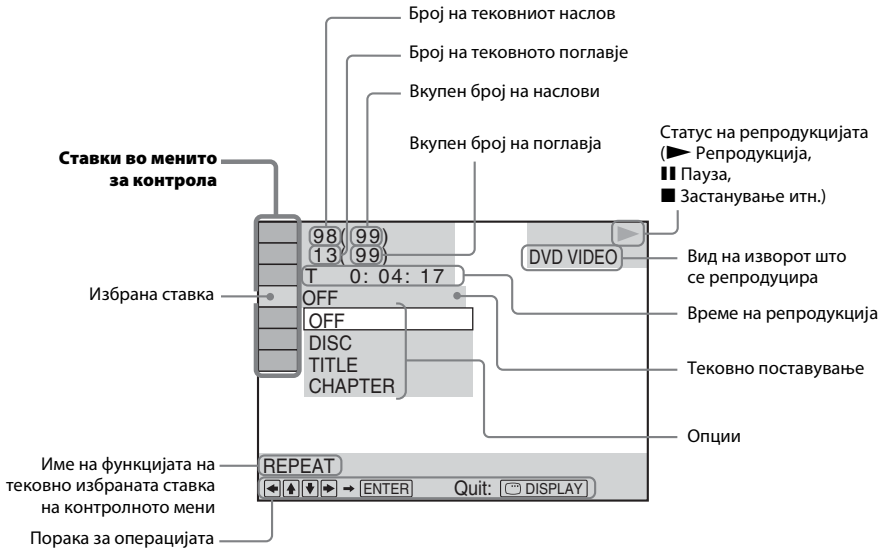 Број на тековниот наслов
Број на тековното поглавје
Вкупен број на наслови
Вкупен број на поглавја
Статус на репродукцијата
(► Репродукција,
❚❚ Пауза,
■ Застанување итн.)
Ставки во менито
за контрола
98(99)
13(99)
DVD VIDEO
Вид на изворот што
се репродуцира
T 0: 04: 17
Време на репродукција
Избрана ставка
OFF
OFF
DISC
TITLE
CHAPTER
Тековно поставување
Опции
Име на функцијата на
тековно избраната ставка
на контролното мени
REPEAT
ENTER Quit: DISPLAY
Порака за операцијата